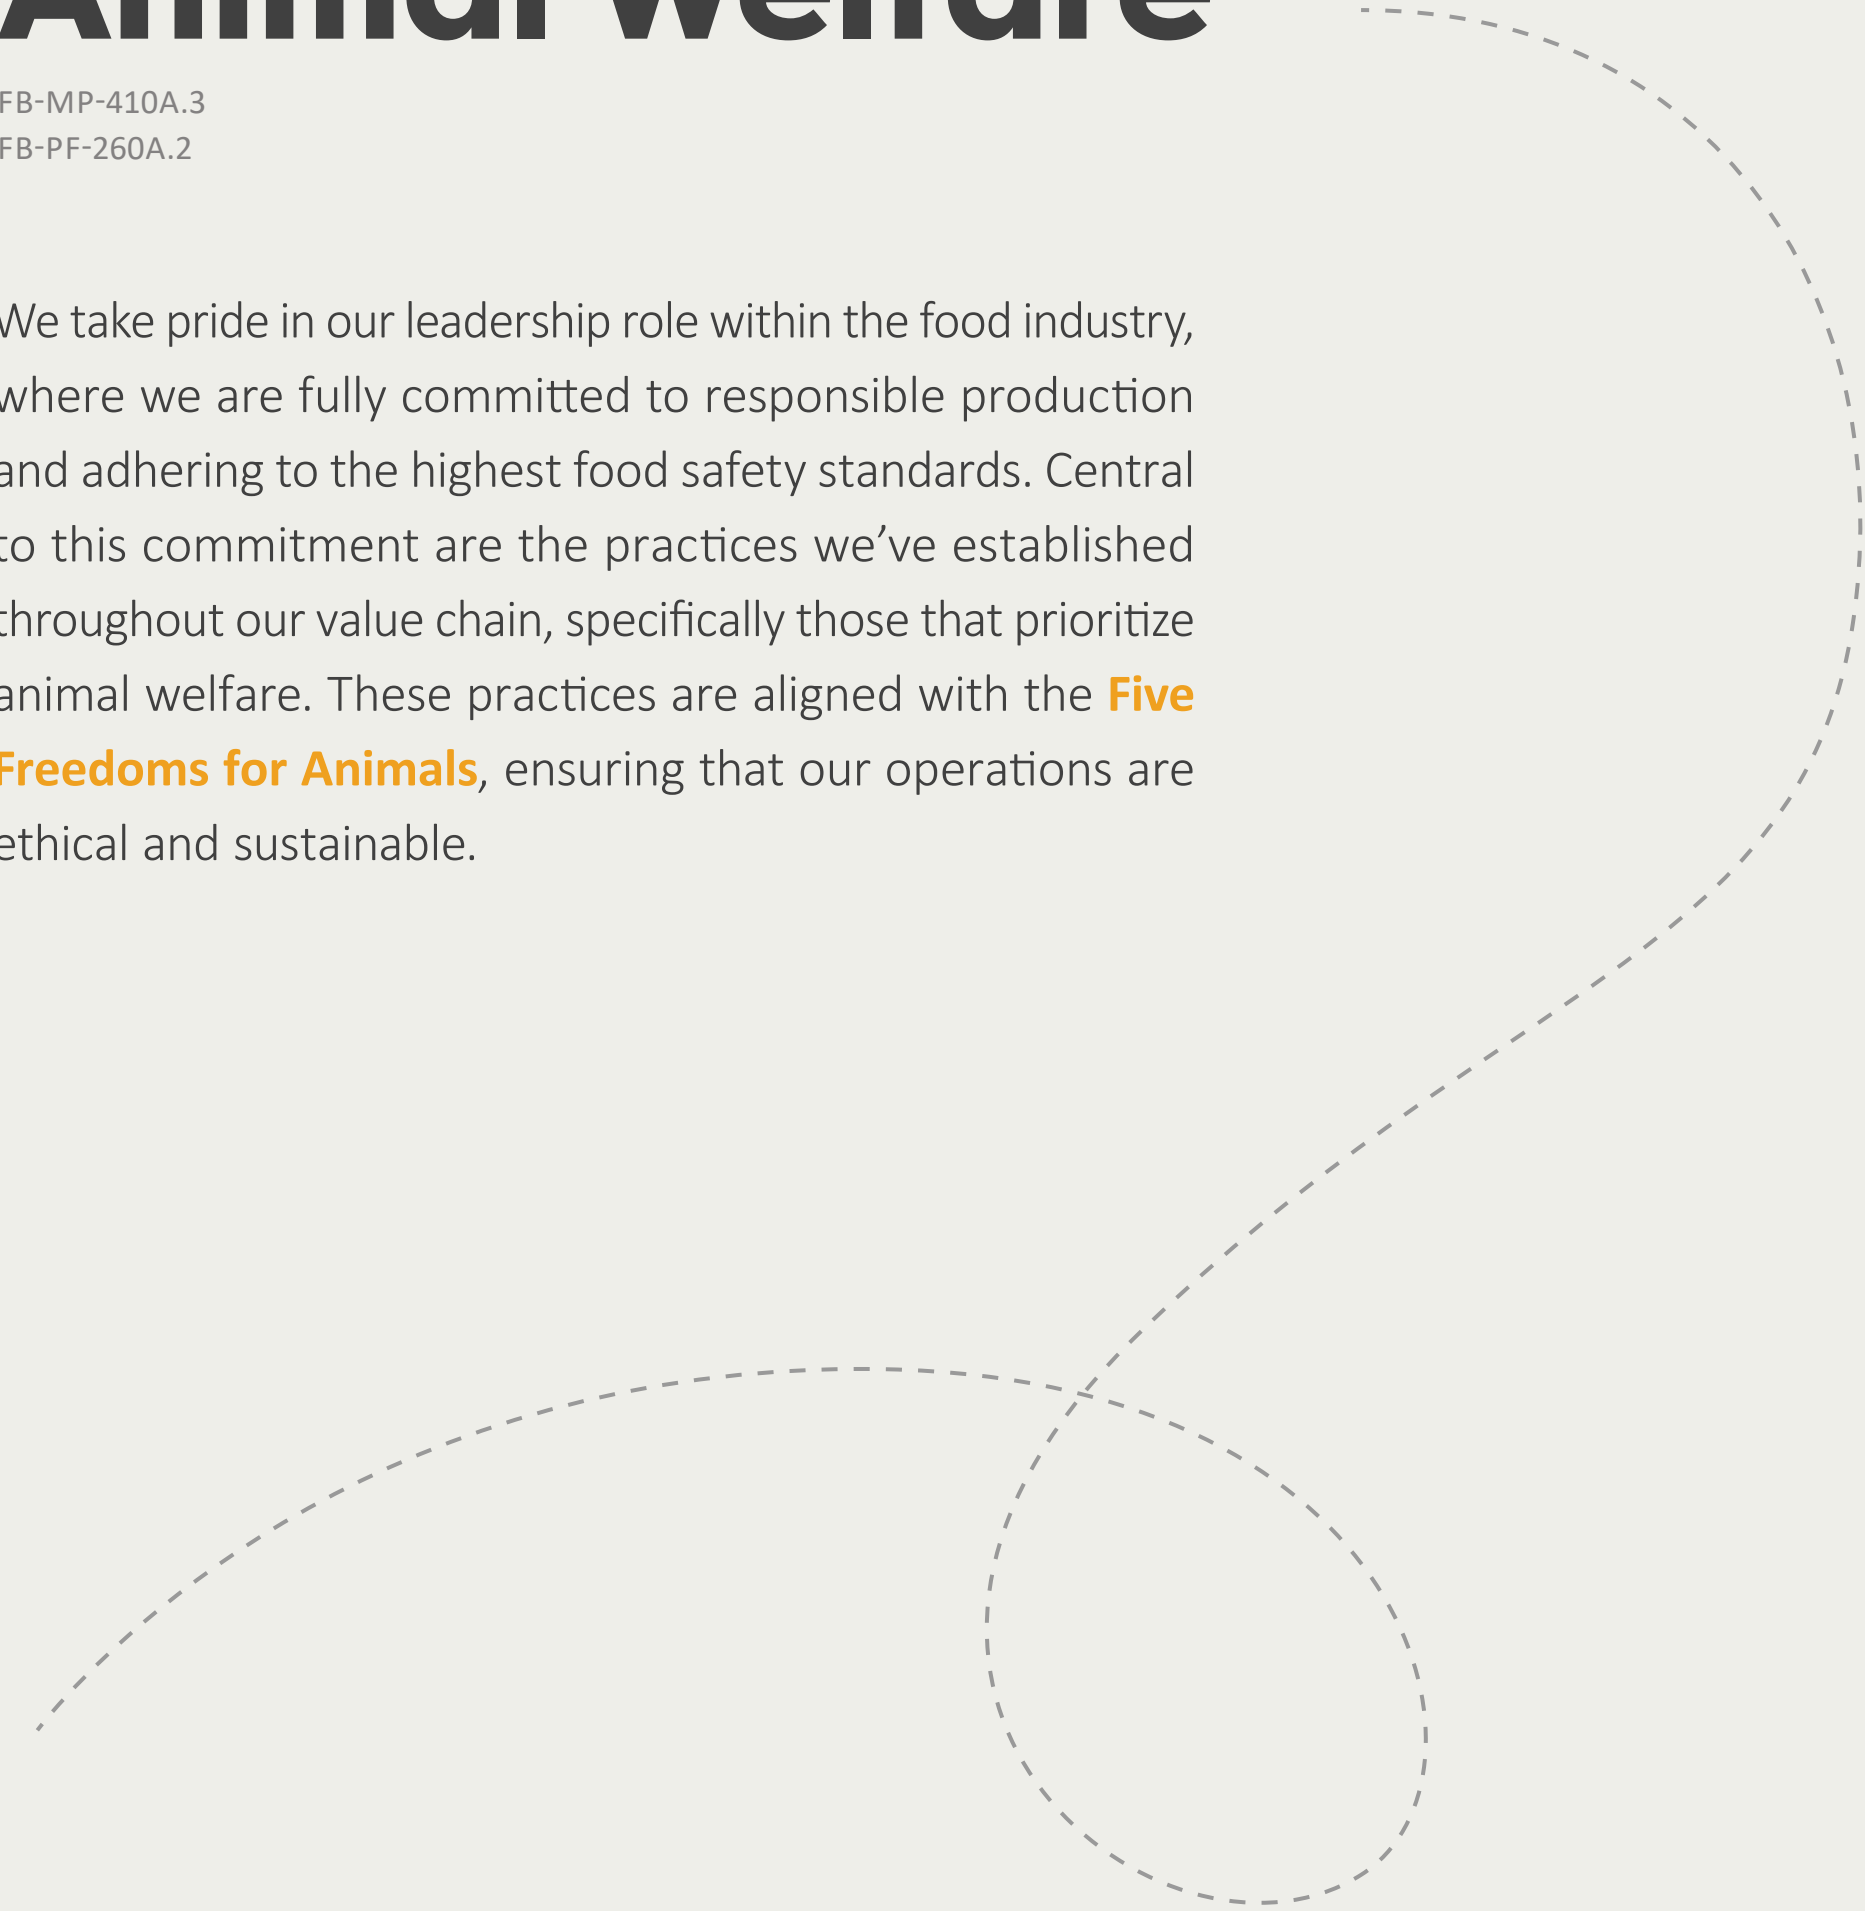 Animal Welfare
FB-MP-410A.3
FB-PF-260A.2
We take pride in our leadership role within the food industry,
where we are fully committed to responsible production
and adhering to the highest food safety standards. Central
to this commitment are the practices we’ve established
throughout our value chain, specifically those that prioritize
animal welfare. These practices are aligned with the Five
Freedoms for Animals, ensuring that our operations are
ethical and sustainable.